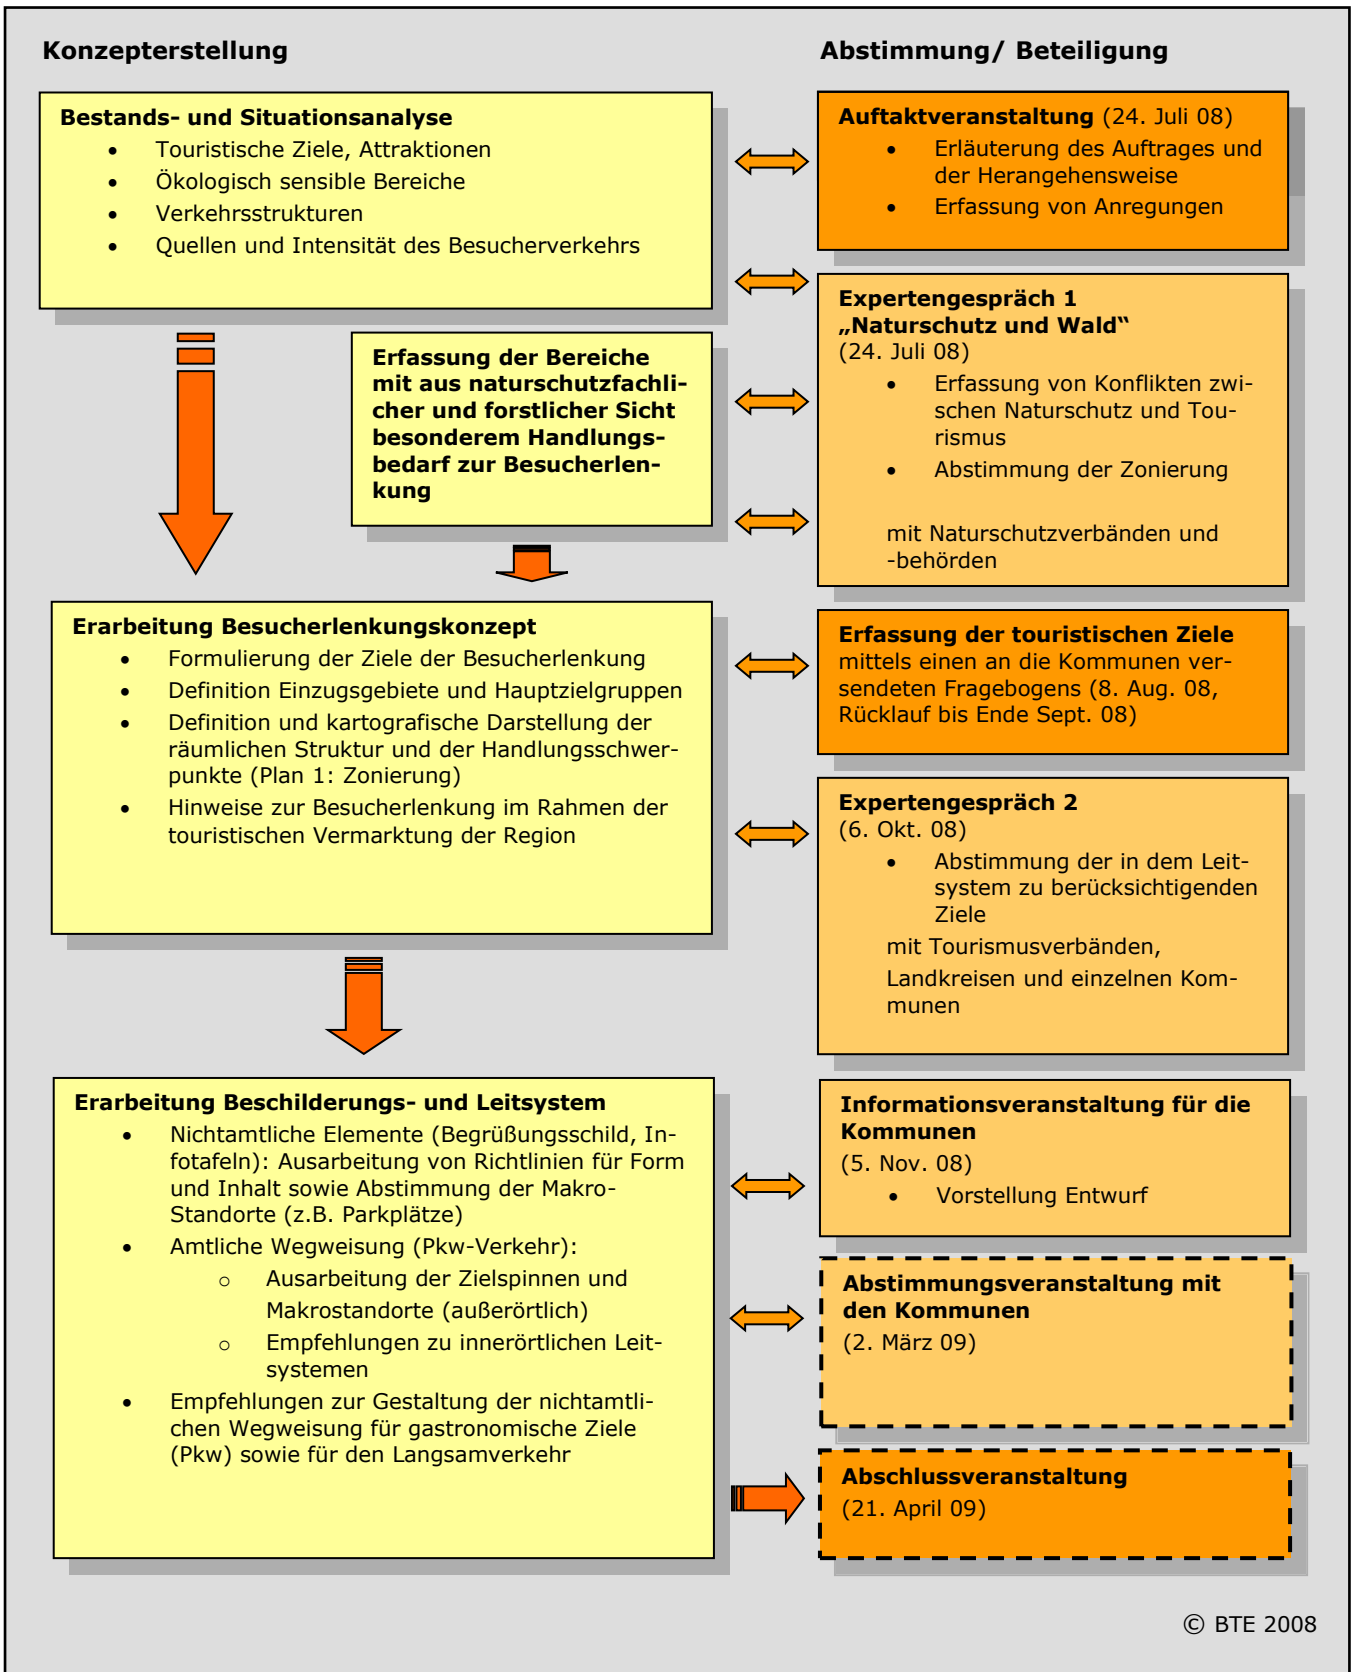 Konzepterstellung
Bestands- und Situationsanalyse
• Touristische Ziele, Attraktionen
• Ökologisch sensible Bereiche
• Verkehrsstrukturen
• Quellen und Intensität des Besucherverkehrs
Erfassung der Bereiche
mit aus naturschutzfachli-
cher und forstlicher Sicht
besonderem Handlungs-
bedarf zur Besucherlen-
kung
Erarbeitung Besucherlenkungskonzept
• Formulierung der Ziele der Besucherlenkung
• Definition Einzugsgebiete und Hauptzielgruppen
• Definition und kartografische Darstellung der
räumlichen Struktur und der Handlungsschwer-
punkte (Plan 1: Zonierung)
• Hinweise zur Besucherlenkung im Rahmen der
touristischen Vermarktung der Region
Erarbeitung Beschilderungs- und Leitsystem
• Nichtamtliche Elemente (Begrüßungsschild, In-
fotafeln): Ausarbeitung von Richtlinien für Form
und Inhalt sowie Abstimmung der Makro-
Standorte (z.B. Parkplätze)
• Amtliche Wegweisung (Pkw-Verkehr):
o Ausarbeitung der Zielspinnen und
Makrostandorte (außerörtlich)
o Empfehlungen zu innerörtlichen Leit-
systemen
• Empfehlungen zur Gestaltung der nichtamtli-
chen Wegweisung für gastronomische Ziele
(Pkw) sowie für den Langsamverkehr
Abstimmung/ Beteiligung
Auftaktveranstaltung (24. Juli 08)
• Erläuterung des Auftrages und
der Herangehensweise
• Erfassung von Anregungen
Expertengespräch 1
„Naturschutz und Wald“
(24. Juli 08)
• Erfassung von Konflikten zwi-
schen Naturschutz und Tou-
rismus
• Abstimmung der Zonierung
mit Naturschutzverbänden und
-behörden
Erfassung der touristischen Ziele
mittels einen an die Kommunen ver-
sendeten Fragebogens (8. Aug. 08,
Rücklauf bis Ende Sept. 08)
Expertengespräch 2
(6. Okt. 08)
• Abstimmung der in dem Leit-
system zu berücksichtigenden
Ziele
mit Tourismusverbänden,
Landkreisen und einzelnen Kom-
munen
Informationsveranstaltung für die
Kommunen
(5. Nov. 08)
• Vorstellung Entwurf
Abstimmungsveranstaltung mit
den Kommunen
(2. März 09)
Abschlussveranstaltung
(21. April 09)
© BTE 2008